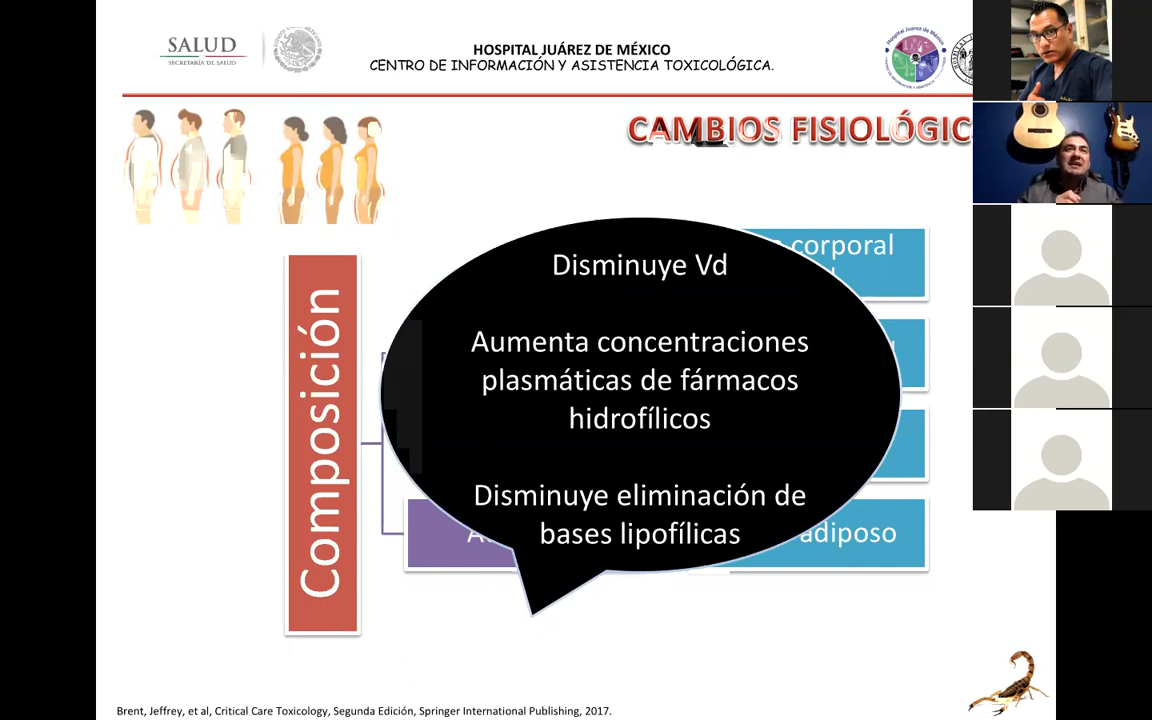 SALUD
SECRETARÍA DE SALUD
HOSPITAL JUÁREZ DE MÉXICO
CENTRO DE INFORMACIÓN Y ASISTENCIA TOXICOLÓGICA.
CAMBIOS FISIOLÓGIC
Composición
corporal
Disminuye Vd
Aumenta concentraciones
plasmáticas de fármacos
hidrofílicos
Disminuye eliminación de
bases lipofílicas
adiposo
Brent, Jeffrey, et al, Critical Care Toxicology, Segunda Edición, Springer International Publishing, 2017.